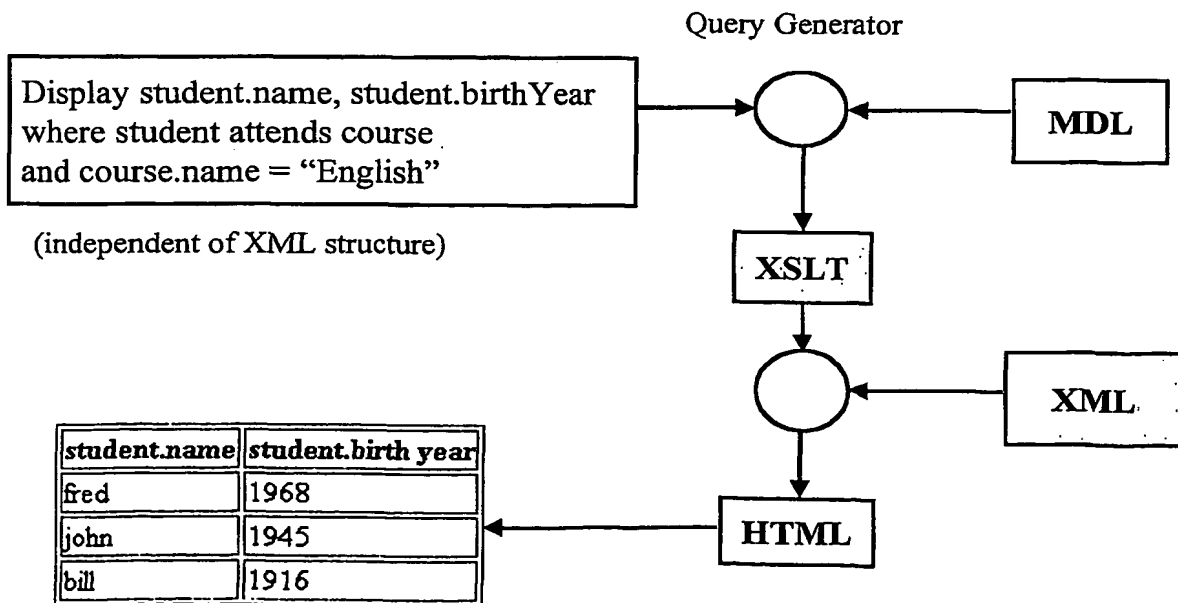 Query Generator
Display student.name, student.birthYear
where student attends course
and course.name = “English”
MDL
(independent of XML structure)
XSLT
XML
student.name student.birth year
fred 1968
john 1945
bill 1916
HTML